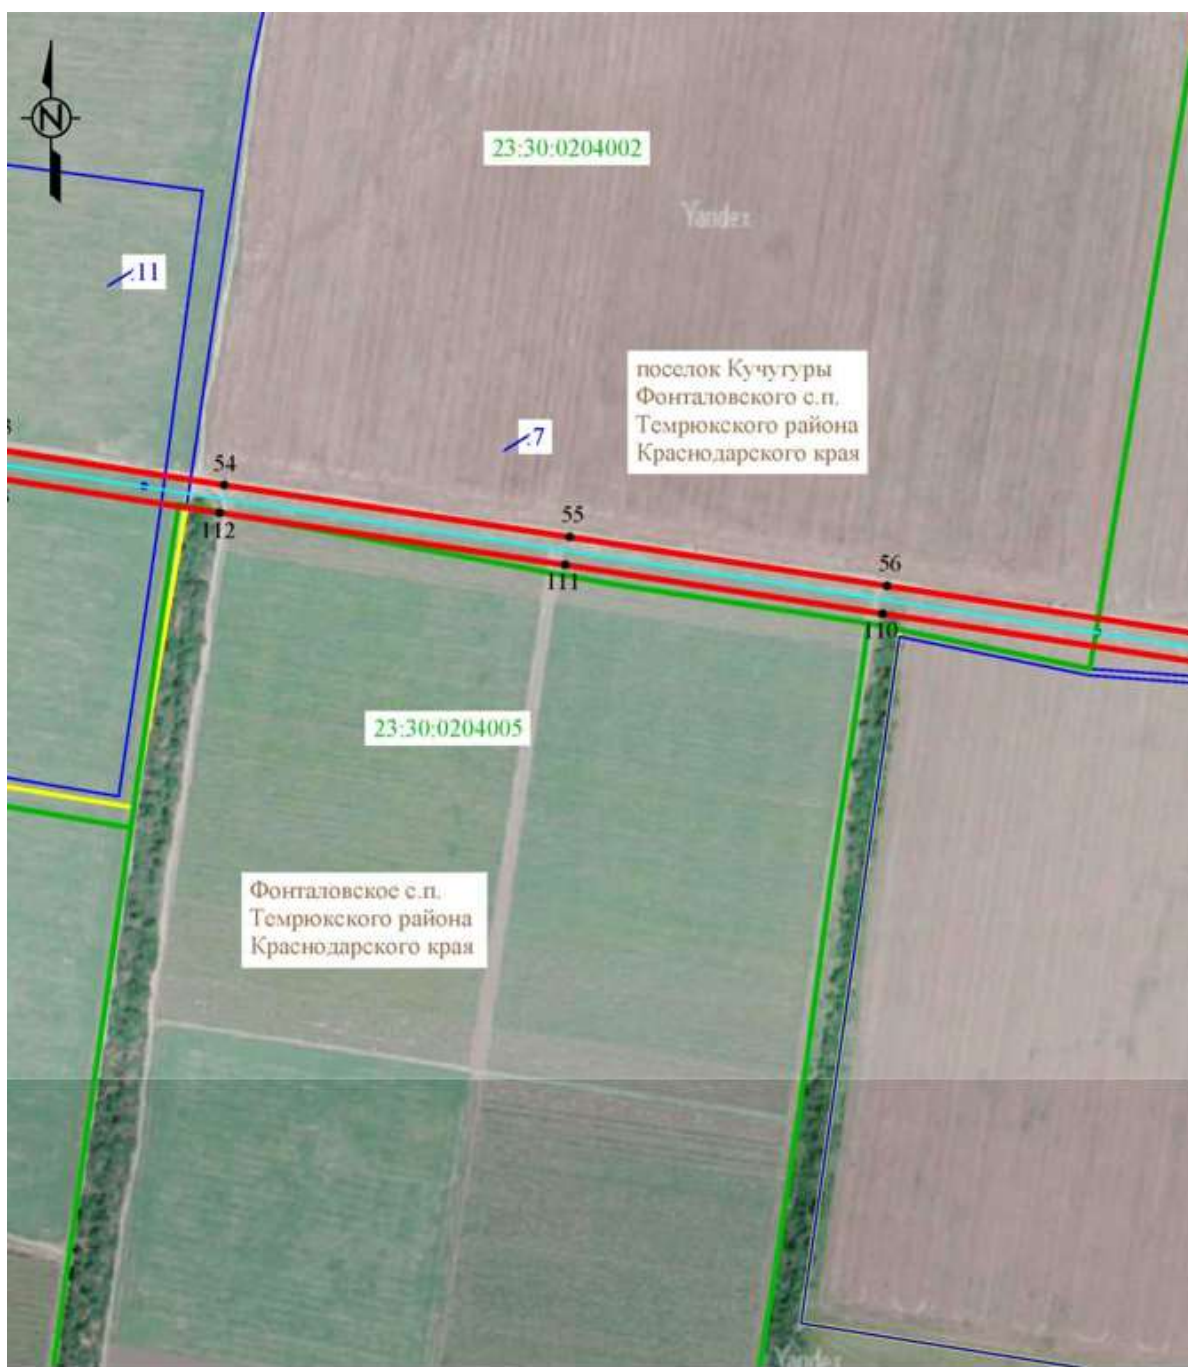 N
23:30:0204002
Yandex
.11
поселок Кучугуры
Фонталовского с.п.
Темрюкского района
Краснодарского края
.7
54
55
56
112
111
110
23:30:0204005
Фонталовское с.п.
Темрюкского района
Краснодарского края
Yandex